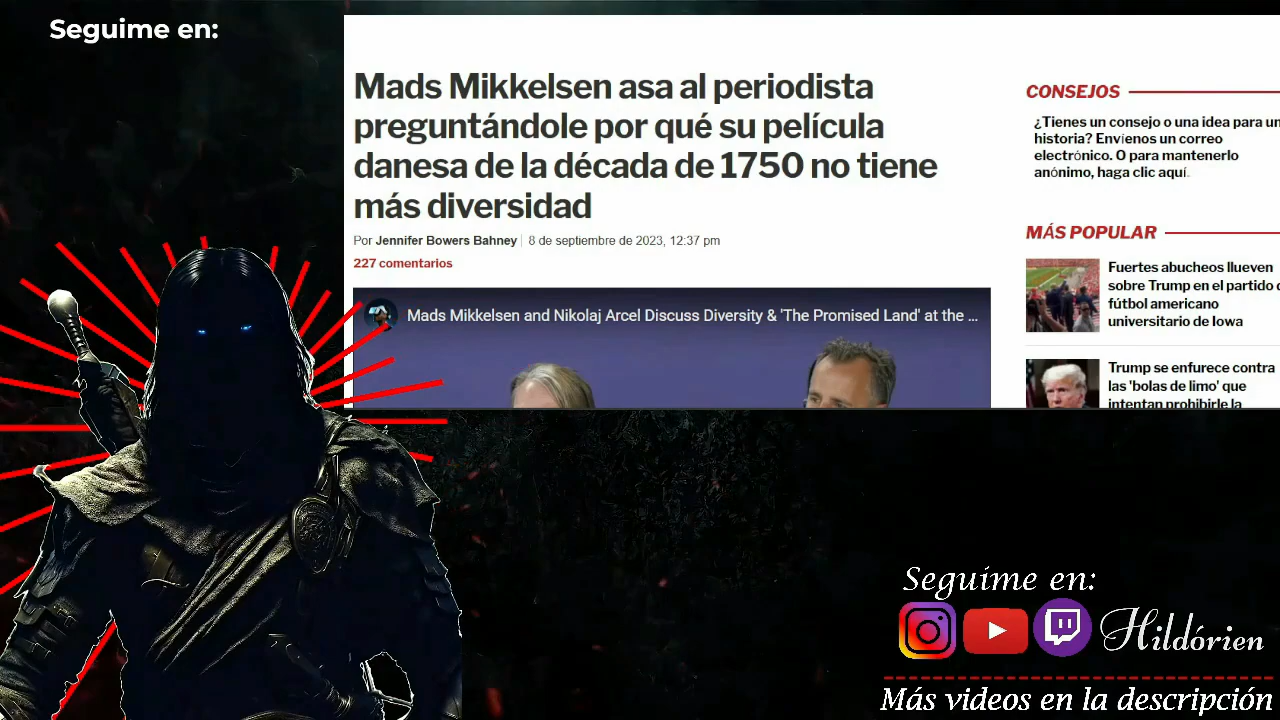 Seguime en:
Mads Mikkelsen asa al periodista
preguntándole por qué su película
danesa de la década de 1750 no tiene
más diversidad
Por Jennifer Bowers Bahney | 8 de septiembre de 2023, 12:37 pm
227 comentarios
Mads Mikkelsen and Nikolaj Arcel Discuss Diversity & 'The Promised Land' at the ...
CONSEJOS
¿Tienes un consejo o una idea para un
historia? Envíenos un correo
electrónico. O para mantenerlo
anónimo, haga clic aquí.
MÁS POPULAR
Fuertes abucheos llueven
sobre Trump en el partido d
fútbol americano
universitario de Iowa
Trump se enfurece contra
las 'bolas de limo' que
intentan prohibirle la
Seguime en:
Hildórien
Más videos en la descripción